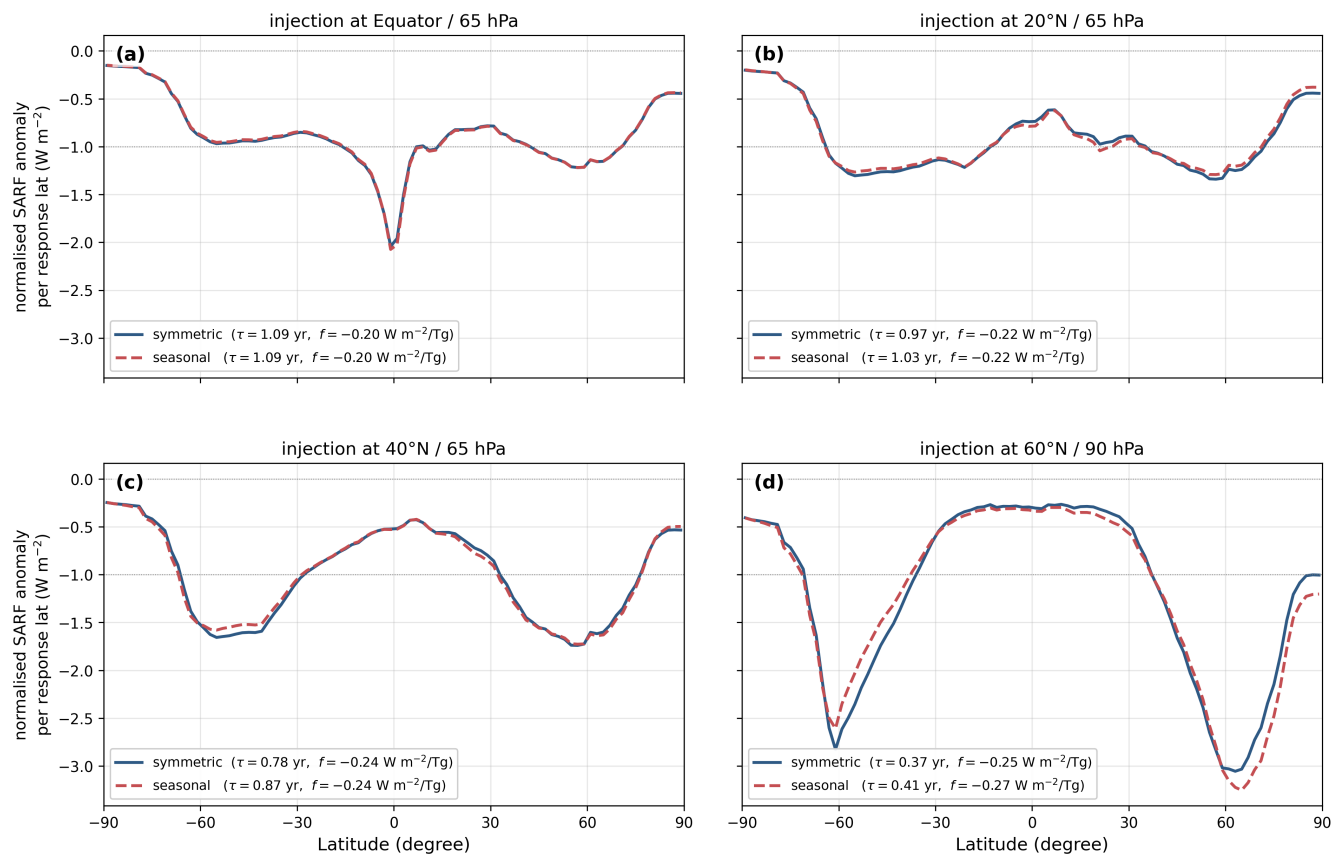 injection at Equator / 65 hPa
(a)
0.0
−0.5
−1.0
−1.5
−2.0
−2.5
−3.0
normalised SARF anomaly
per response lat (W m⁻²)
symmetric (τ = 1.09 yr, f = −0.20 W m⁻²/Tg)
seasonal (τ = 1.09 yr, f = −0.20 W m⁻²/Tg)
injection at 20°N / 65 hPa
(b)
symmetric (τ = 0.97 yr, f = −0.22 W m⁻²/Tg)
seasonal (τ = 1.03 yr, f = −0.22 W m⁻²/Tg)
injection at 40°N / 65 hPa
(c)
0.0
−0.5
−1.0
−1.5
−2.0
−2.5
−3.0
normalised SARF anomaly
per response lat (W m⁻²)
symmetric (τ = 0.78 yr, f = −0.24 W m⁻²/Tg)
seasonal (τ = 0.87 yr, f = −0.24 W m⁻²/Tg)
−90 −60 −30 0 30 60 90
Latitude (degree)
injection at 60°N / 90 hPa
(d)
symmetric (τ = 0.37 yr, f = −0.25 W m⁻²/Tg)
seasonal (τ = 0.41 yr, f = −0.27 W m⁻²/Tg)
−90 −60 −30 0 30 60 90
Latitude (degree)